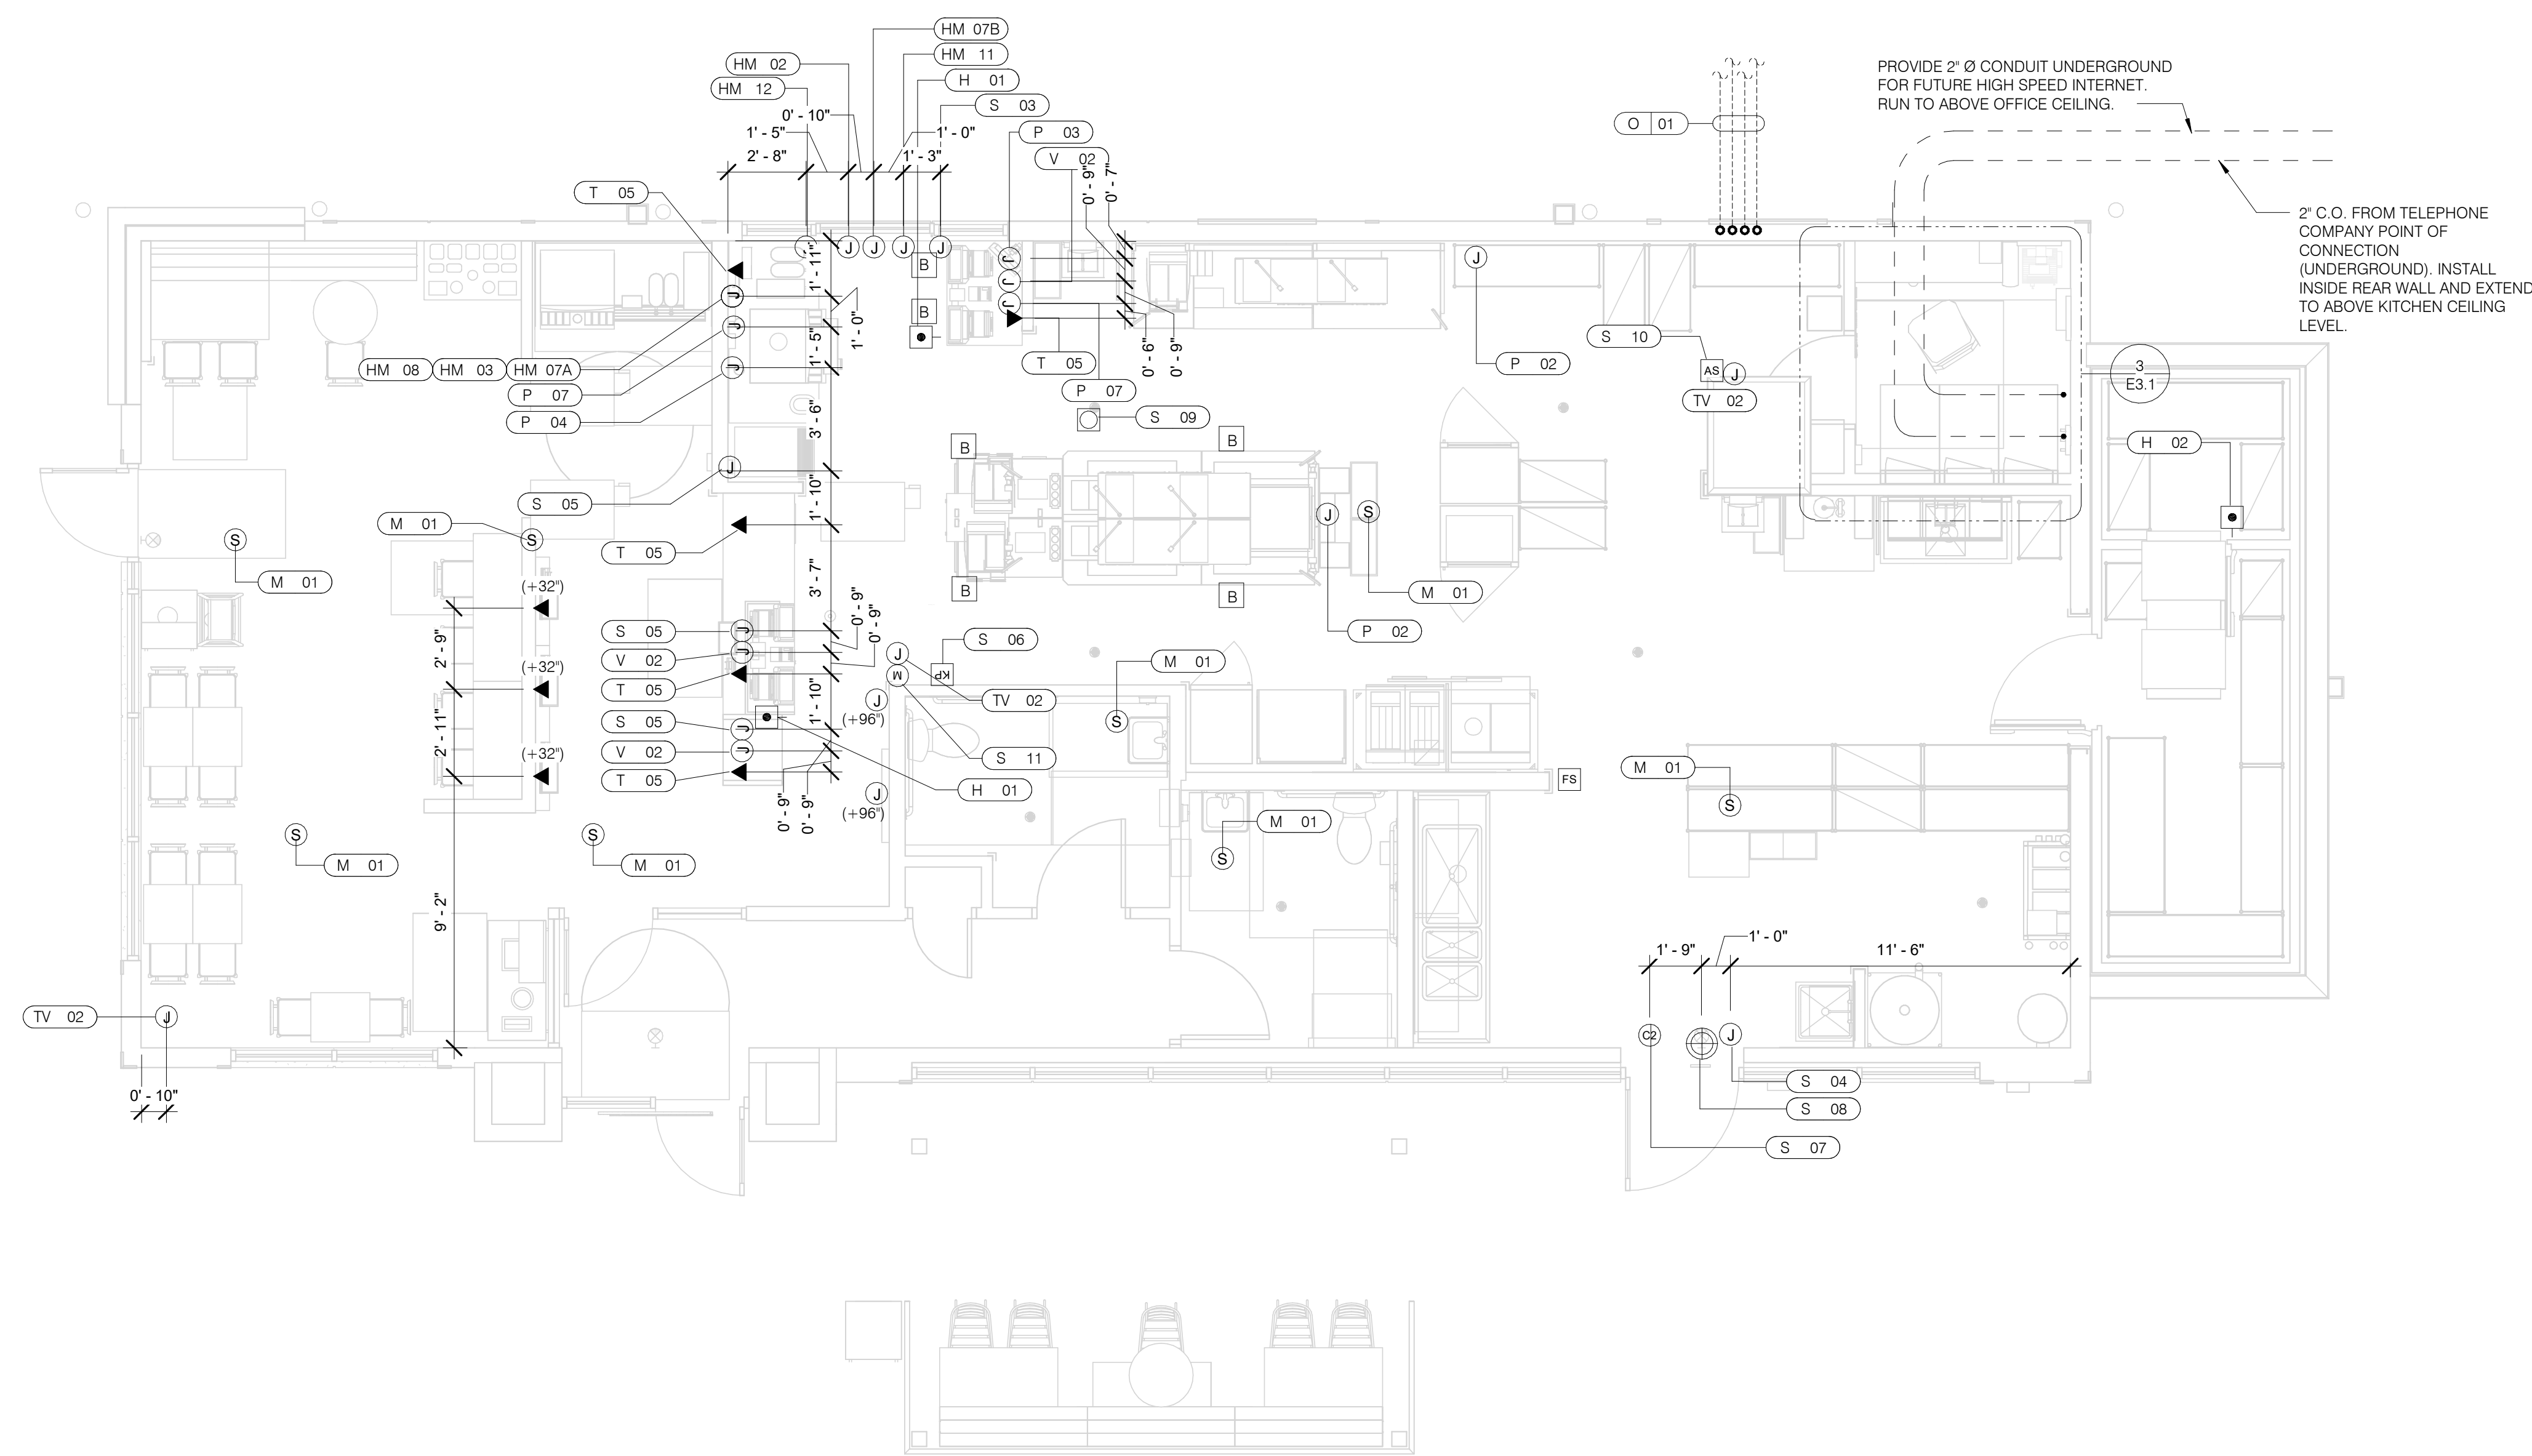 HM 07B
HM 11
HM 02
H 01
HM 12
S 03
0' - 10"
1' - 5"
1' - 0"
P 03
2' - 8"
1' - 3"
V 02
0' - 9"
0' - 7"
O 01
PROVIDE 2" Ø CONDUIT UNDERGROUND
FOR FUTURE HIGH SPEED INTERNET.
RUN TO ABOVE OFFICE CEILING.
2" C.O. FROM TELEPHONE
COMPANY POINT OF
CONNECTION
(UNDERGROUND). INSTALL
INSIDE REAR WALL AND EXTEND
TO ABOVE KITCHEN CEILING
LEVEL.
T 05
J
J
J
J
J
B
B
1' - 11"
1' - 0"
1' - 5"
3' - 6"
1' - 10"
3' - 7"
0' - 9"
0' - 9"
1' - 10"
0' - 9"
0' - 9"
J
J
J
J
J
J
J
0' - 6"
0' - 9"
T 05
P 07
S 09
HM 08
HM 03
HM 07A
P 07
P 04
J
P 02
S 10
AS
J
TV 02
3
E3.1
H 02
S 05
M 01
S
S
M 01
T 05
B
B
B
B
J
S
M 01
P 02
(+32")
(+32")
(+32")
2' - 9"
2' - 11"
9' - 2"
S 05
J
V 02
J
T 05
S 05
J
V 02
J
T 05
J
M
KP
S 06
TV 02
J
(+96")
S 11
H 01
J
(+96")
M 01
S
FS
M 01
S
M 01
S
S
M 01
S
M 01
1' - 9"
1' - 0"
11' - 6"
C2
J
S 04
S 08
S 07
TV 02
J
0' - 10"